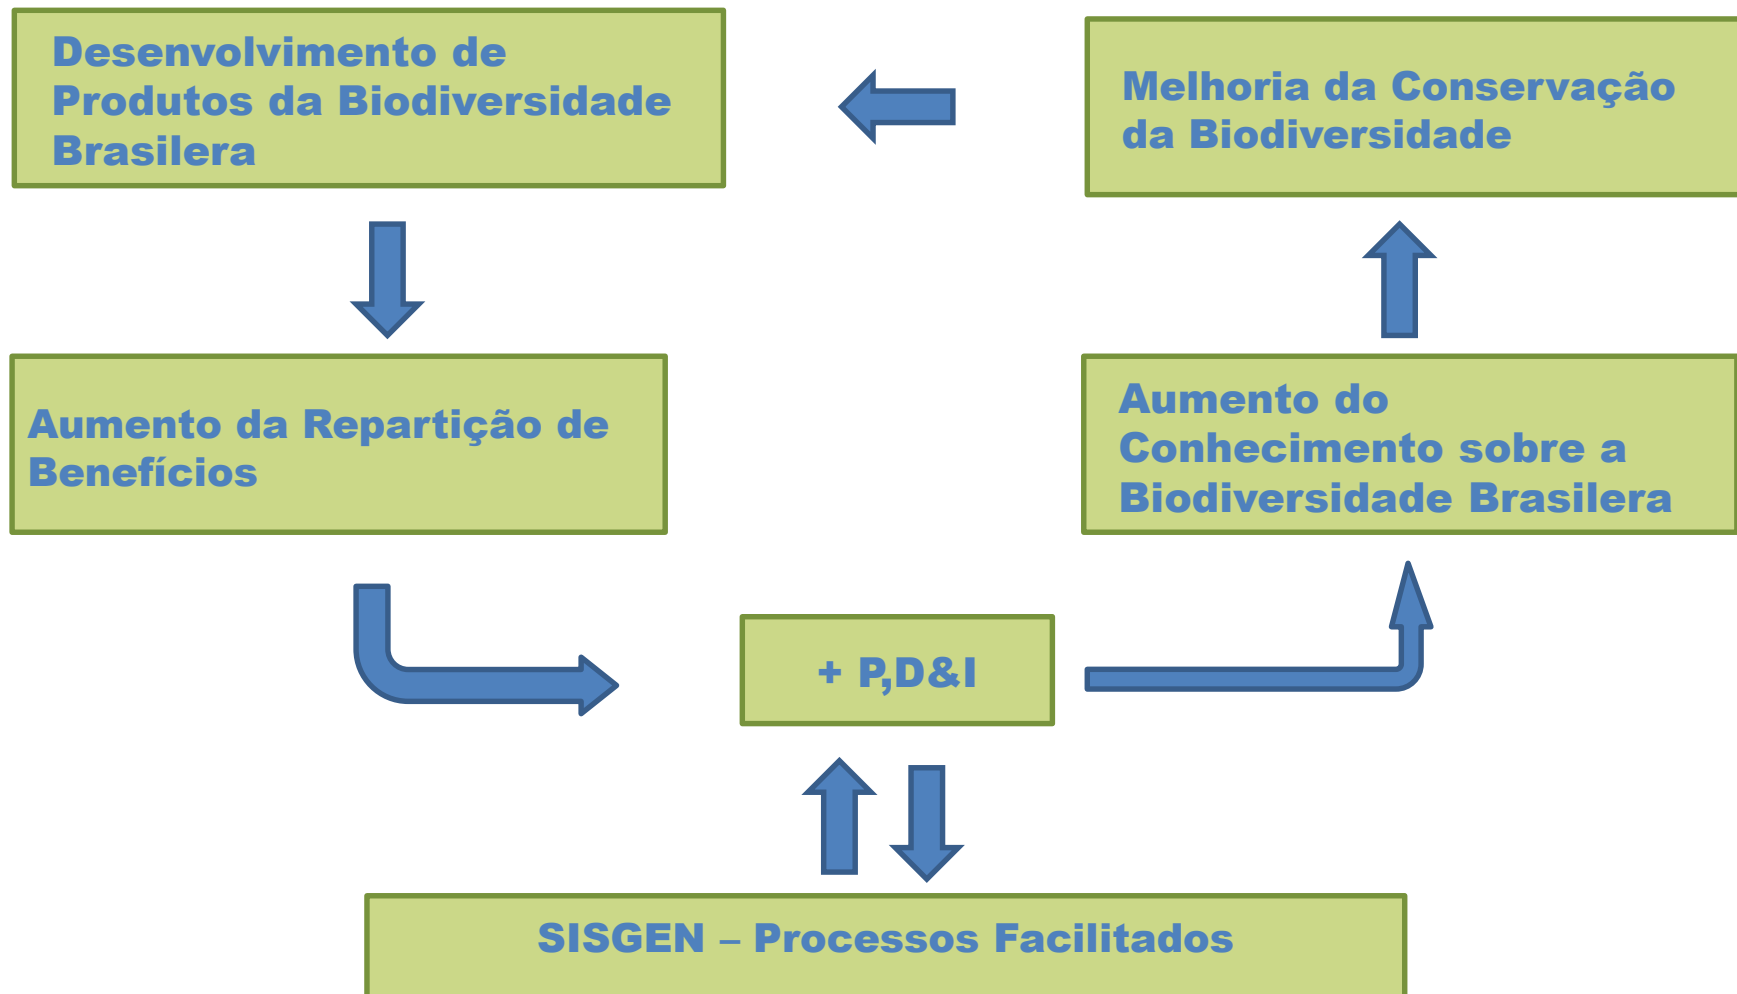 Desenvolvimento de
Produtos da Biodiversidade
Brasilera
Melhoria da Conservação
da Biodiversidade
Aumento da Repartição de
Benefícios
Aumento do
Conhecimento sobre a
Biodiversidade Brasilera
+ P,D&I
SISGEN – Processos Facilitados